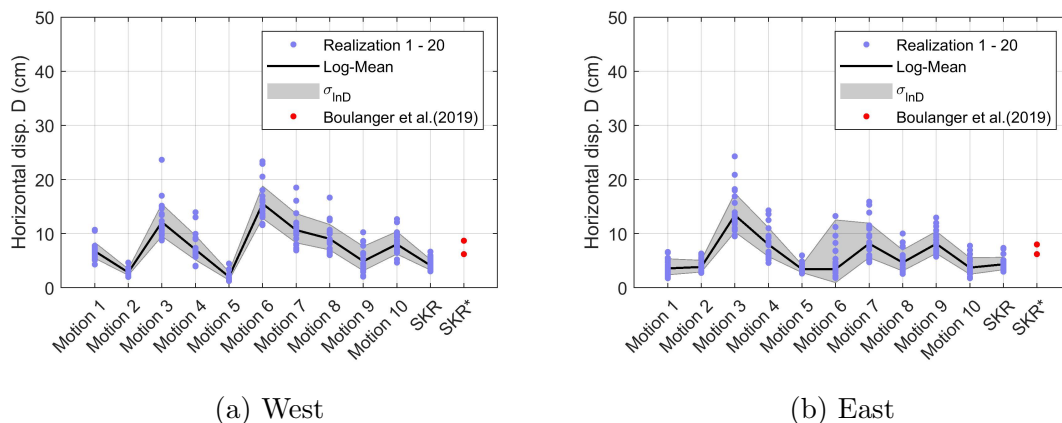 50
40
30
20
10
0
Horizontal disp. D (cm)
Realization 1 - 20
Log-Mean
σlnD
Boulanger et al.(2019)
Motion 1
Motion 2
Motion 3
Motion 4
Motion 5
Motion 6
Motion 7
Motion 8
Motion 9
Motion 10
SKR
SKR*
(a) West
50
40
30
20
10
0
Horizontal disp. D (cm)
Realization 1 - 20
Log-Mean
σlnD
Boulanger et al.(2019)
Motion 1
Motion 2
Motion 3
Motion 4
Motion 5
Motion 6
Motion 7
Motion 8
Motion 9
Motion 10
SKR
SKR*
(b) East